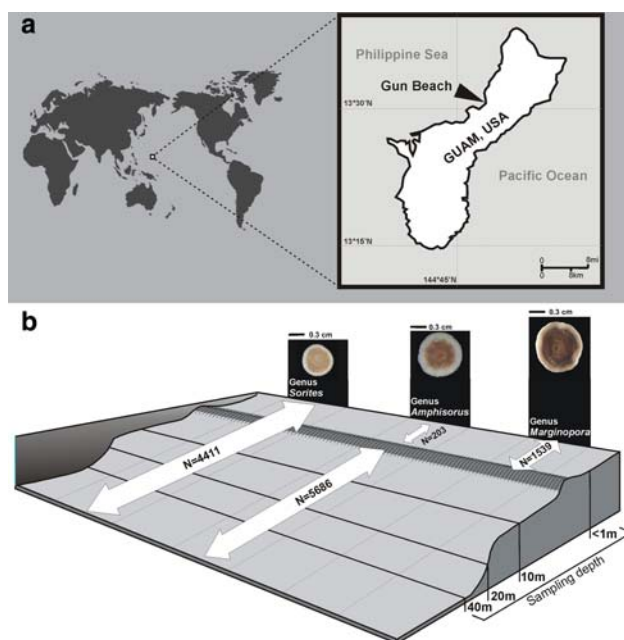 a
Philippine Sea
Gun Beach
13°30'N
GUAM, USA
Pacific Ocean
13°15'N
144°45'N
0 8mi
0 8km
b
0.3 cm
0.3 cm
0.3 cm
Genus
Sorites
Genus
Amphisorus
Genus
Marginopora
N=203
N=1539
N=4411
N=5686
<1m
10m
20m
40m
Sampling depth